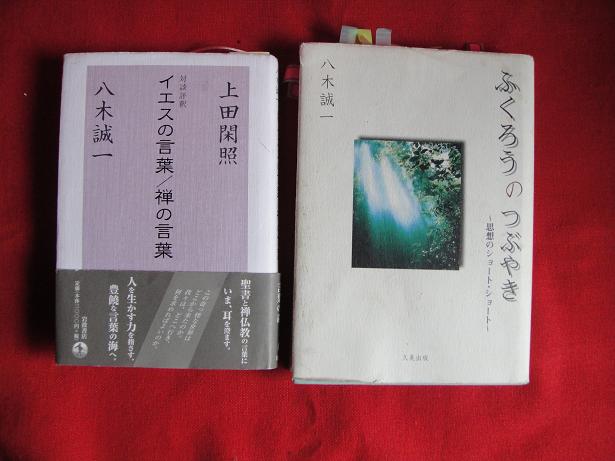 上田閑照
八木誠一
対談評釈
イエスの言葉/禅の言葉
聖書と禅仏教の言葉に
いま、耳を澄ます。
人を生かす力を指さす、
豊饒な言葉の海へ。
岩波書店
八木誠一
ふくろうのつぶやき
~思想のショート・ショート~
久美出版